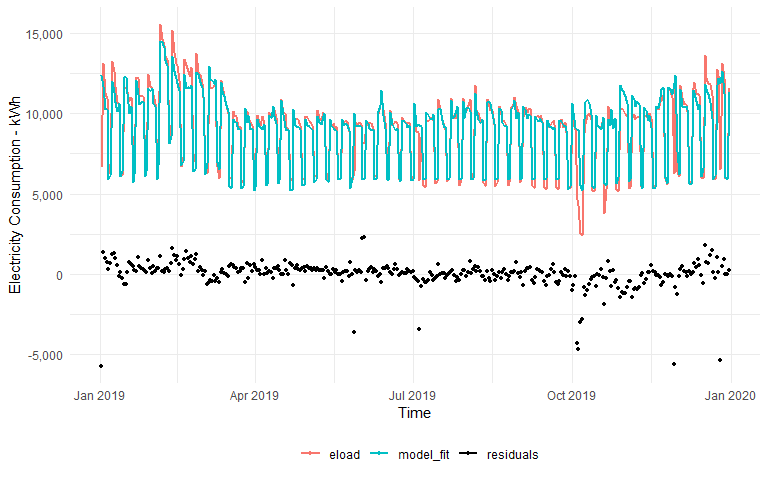 Electricity Consumption - kWh
15,000
10,000
5,000
0
-5,000
Jan 2019
Apr 2019
Jul 2019
Oct 2019
Jan 2020
Time
eload model_fit residuals